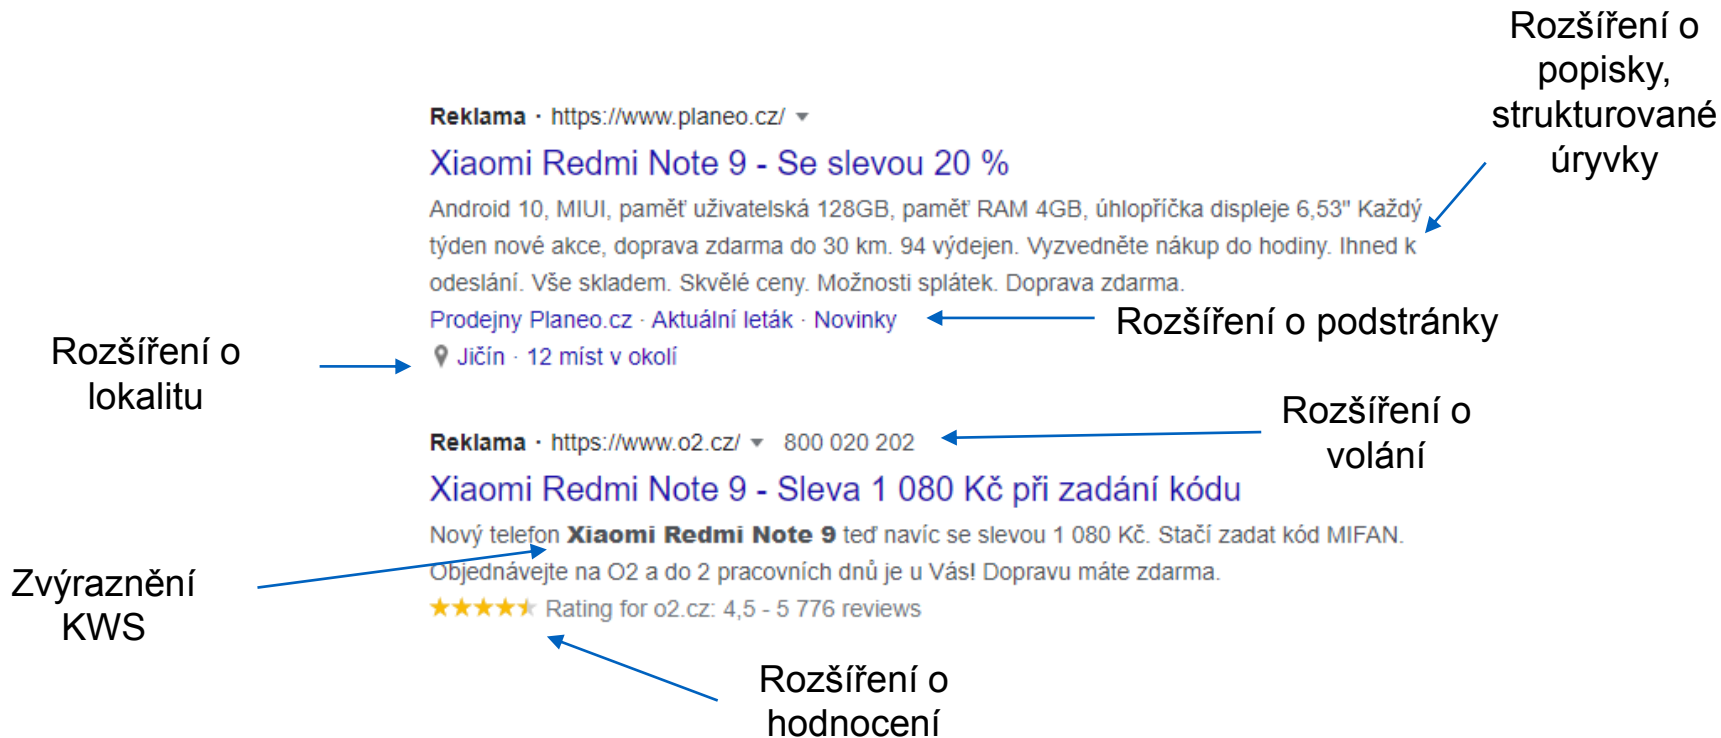 Rozšíření o
popisky,
strukturované
úryvky
Reklama · https://www.planeo.cz/
Xiaomi Redmi Note 9 - Se slevou 20 %
Android 10, MIUI, paměť uživatelská 128GB, paměť RAM 4GB, úhlopříčka displeje 6,53" Každý
týden nové akce, doprava zdarma do 30 km. 94 výdejen. Vyzvedněte nákup do hodiny. Ihned k
odeslání. Vše skladem. Skvělé ceny. Možnosti splátek. Doprava zdarma.
Prodejny Planeo.cz · Aktuální leták · Novinky
Rozšíření o podstránky
Rozšíření o
lokalitu
Jičín · 12 míst v okolí
Rozšíření o
volání
Reklama · https://www.o2.cz/ 800 020 202
Xiaomi Redmi Note 9 - Sleva 1 080 Kč při zadání kódu
Nový telefon Xiaomi Redmi Note 9 teď navíc se slevou 1 080 Kč. Stačí zadat kód MIFAN.
Objednávejte na O2 a do 2 pracovních dnů je u Vás! Dopravu máte zdarma.
Zvýraznění
KWS
Rating for o2.cz: 4,5 - 5 776 reviews
Rozšíření o
hodnocení